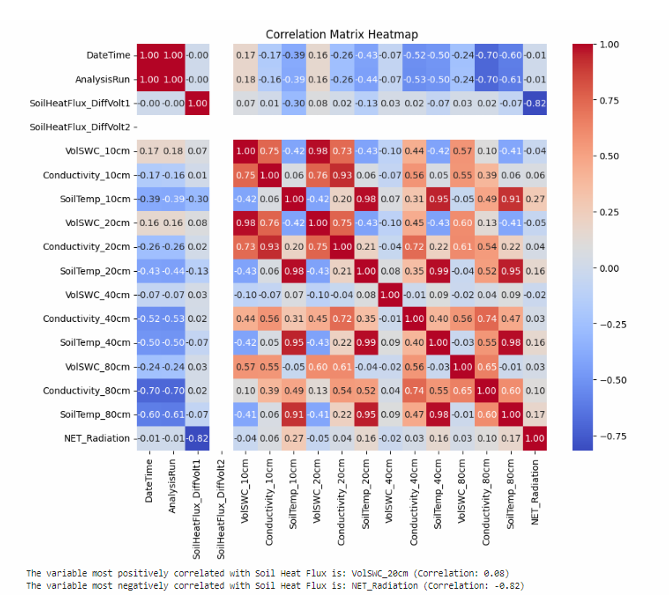 Correlation Matrix Heatmap
DateTime 1.00 1.00 -0.00 0.17 -0.17 -0.39 0.16 -0.26 -0.43 -0.07 -0.52 -0.50 -0.24 -0.70 -0.60 -0.01
AnalysisRun 1.00 1.00 -0.00 0.18 -0.16 -0.39 0.16 -0.26 -0.44 -0.07 -0.53 -0.50 -0.24 -0.70 -0.61 -0.01
SoilHeatFlux_DiffVolt1 -0.00 -0.00 1.00 0.07 0.01 -0.30 0.08 0.02 -0.13 0.03 0.02 -0.07 0.03 0.02 -0.07 -0.82
SoilHeatFlux_DiffVolt2
VolSWC_10cm 0.17 0.18 0.07 1.00 0.75 -0.42 0.98 0.73 -0.43 -0.10 0.44 -0.42 0.57 0.10 -0.41 -0.04
Conductivity_10cm -0.17 -0.16 0.01 0.75 1.00 0.06 0.76 0.93 0.06 -0.07 0.56 0.05 0.55 0.39 0.06 0.06
SoilTemp_10cm -0.39 -0.39 -0.30 -0.42 0.06 1.00 -0.42 0.20 0.98 0.07 0.31 0.95 -0.05 0.49 0.91 0.27
VolSWC_20cm 0.16 0.16 0.08 0.98 0.76 -0.42 1.00 0.75 -0.43 -0.10 0.45 -0.43 0.60 0.13 -0.41 -0.05
Conductivity_20cm -0.26 -0.26 0.02 0.73 0.93 0.20 0.75 1.00 0.21 -0.04 0.72 0.22 0.61 0.54 0.22 0.04
SoilTemp_20cm -0.43 -0.44 -0.13 -0.43 0.06 0.98 -0.43 0.21 1.00 0.08 0.35 0.99 -0.04 0.52 0.95 0.16
VolSWC_40cm -0.07 -0.07 0.03 -0.10 -0.07 0.07 -0.10 -0.04 0.08 1.00 -0.01 0.09 -0.02 0.04 0.09 -0.02
Conductivity_40cm -0.52 -0.53 0.02 0.44 0.56 0.31 0.45 0.72 0.35 -0.01 1.00 0.40 0.56 0.74 0.47 0.03
SoilTemp_40cm -0.50 -0.50 -0.07 -0.42 0.05 0.95 -0.43 0.22 0.99 0.09 0.40 1.00 -0.03 0.55 0.98 0.16
VolSWC_80cm -0.24 -0.24 0.03 0.57 0.55 -0.05 0.60 0.61 -0.04 -0.02 0.56 -0.03 1.00 0.65 -0.01 0.03
Conductivity_80cm -0.70 -0.70 0.02 0.10 0.39 0.49 0.13 0.54 0.52 0.04 0.74 0.55 0.65 1.00 0.60 0.10
SoilTemp_80cm -0.60 -0.61 -0.07 -0.41 0.06 0.91 -0.41 0.22 0.95 0.09 0.47 0.98 -0.01 0.60 1.00 0.17
NET_Radiation -0.01 -0.01 -0.82 -0.04 0.06 0.27 -0.05 0.04 0.16 -0.02 0.03 0.16 0.03 0.10 0.17 1.00
DateTime
AnalysisRun
SoilHeatFlux_DiffVolt1
SoilHeatFlux_DiffVolt2
VolSWC_10cm
Conductivity_10cm
SoilTemp_10cm
VolSWC_20cm
Conductivity_20cm
SoilTemp_20cm
VolSWC_40cm
Conductivity_40cm
SoilTemp_40cm
VolSWC_80cm
Conductivity_80cm
SoilTemp_80cm
NET_Radiation
1.00
0.75
0.50
0.25
0.00
-0.25
-0.50
-0.75
The variable most positively correlated with Soil Heat Flux is: VolSWC_20cm (Correlation: 0.08)
The variable most negatively correlated with Soil Heat Flux is: NET_Radiation (Correlation: -0.82)